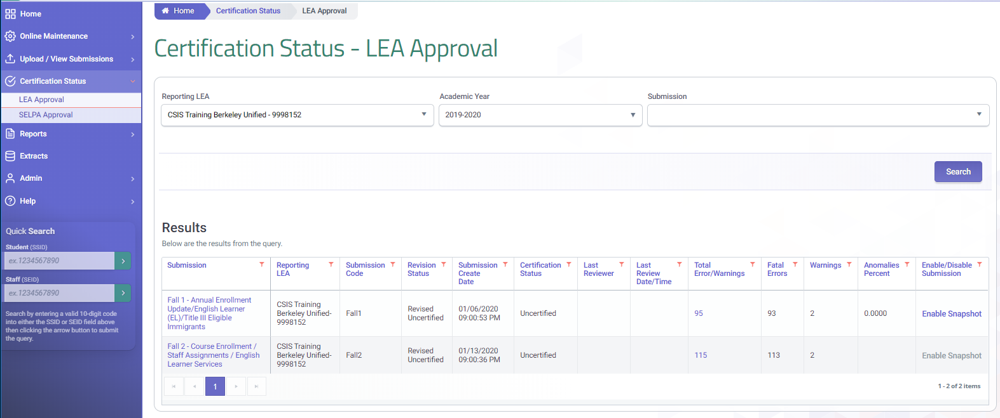 Home
Online Maintenance
Upload / View Submissions
Certification Status
LEA Approval
SELPA Approval
Reports
Extracts
Admin
Help
Quick Search
Student (SSID)
ex.1234567890
Staff (SEID)
ex.1234567890
Search by entering a valid 10-digit code
into either the SSID or SEID field above
then clicking the arrow button to submit
the query.
Home Certification Status LEA Approval
Certification Status - LEA Approval
Reporting LEA Academic Year Submission
CSIS Training Berkeley Unified - 9998152 2019-2020
Search
Results
Below are the results from the query.
Submission
Reporting
LEA
Submission
Code
Revision
Status
Submission
Create
Date
Certification
Status
Last
Reviewer
Last
Review
Date/Time
Total
Error/Warnings
Fatal
Errors
Warnings
Anomalies
Percent
Enable/Disable
Submission
Fall 1 - Annual Enrollment
Update/English Learner
(EL)/Title III Eligible
Immigrants
CSIS Training
Berkeley Unified-
9998152
Fall1
Revised
Uncertified
01/06/2020
09:00:53 PM
Uncertified
95
93
2
0.0000
Enable Snapshot
Fall 2 - Course Enrollment /
Staff Assignments / English
Learner Services
CSIS Training
Berkeley Unified-
9998152
Fall2
Revised
Uncertified
01/13/2020
09:00:36 PM
Uncertified
115
113
2
Enable Snapshot
1
1 - 2 of 2 items